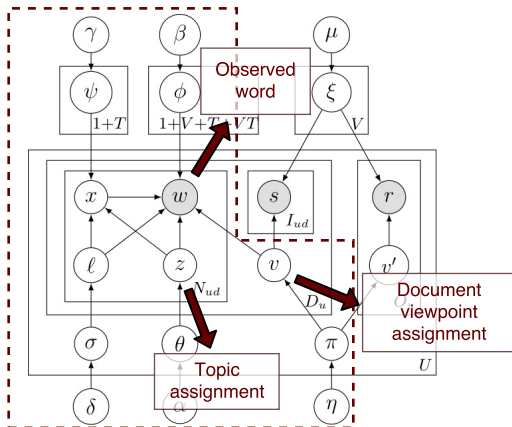 γ β μ
Observed
word
ψ φ ξ
1+T 1+V+T+VT V
x w s r
I_ud
ℓ z v v′
N_ud D_u
Document
viewpoint
assignment
σ θ π
Topic
assignment
U
δ α η